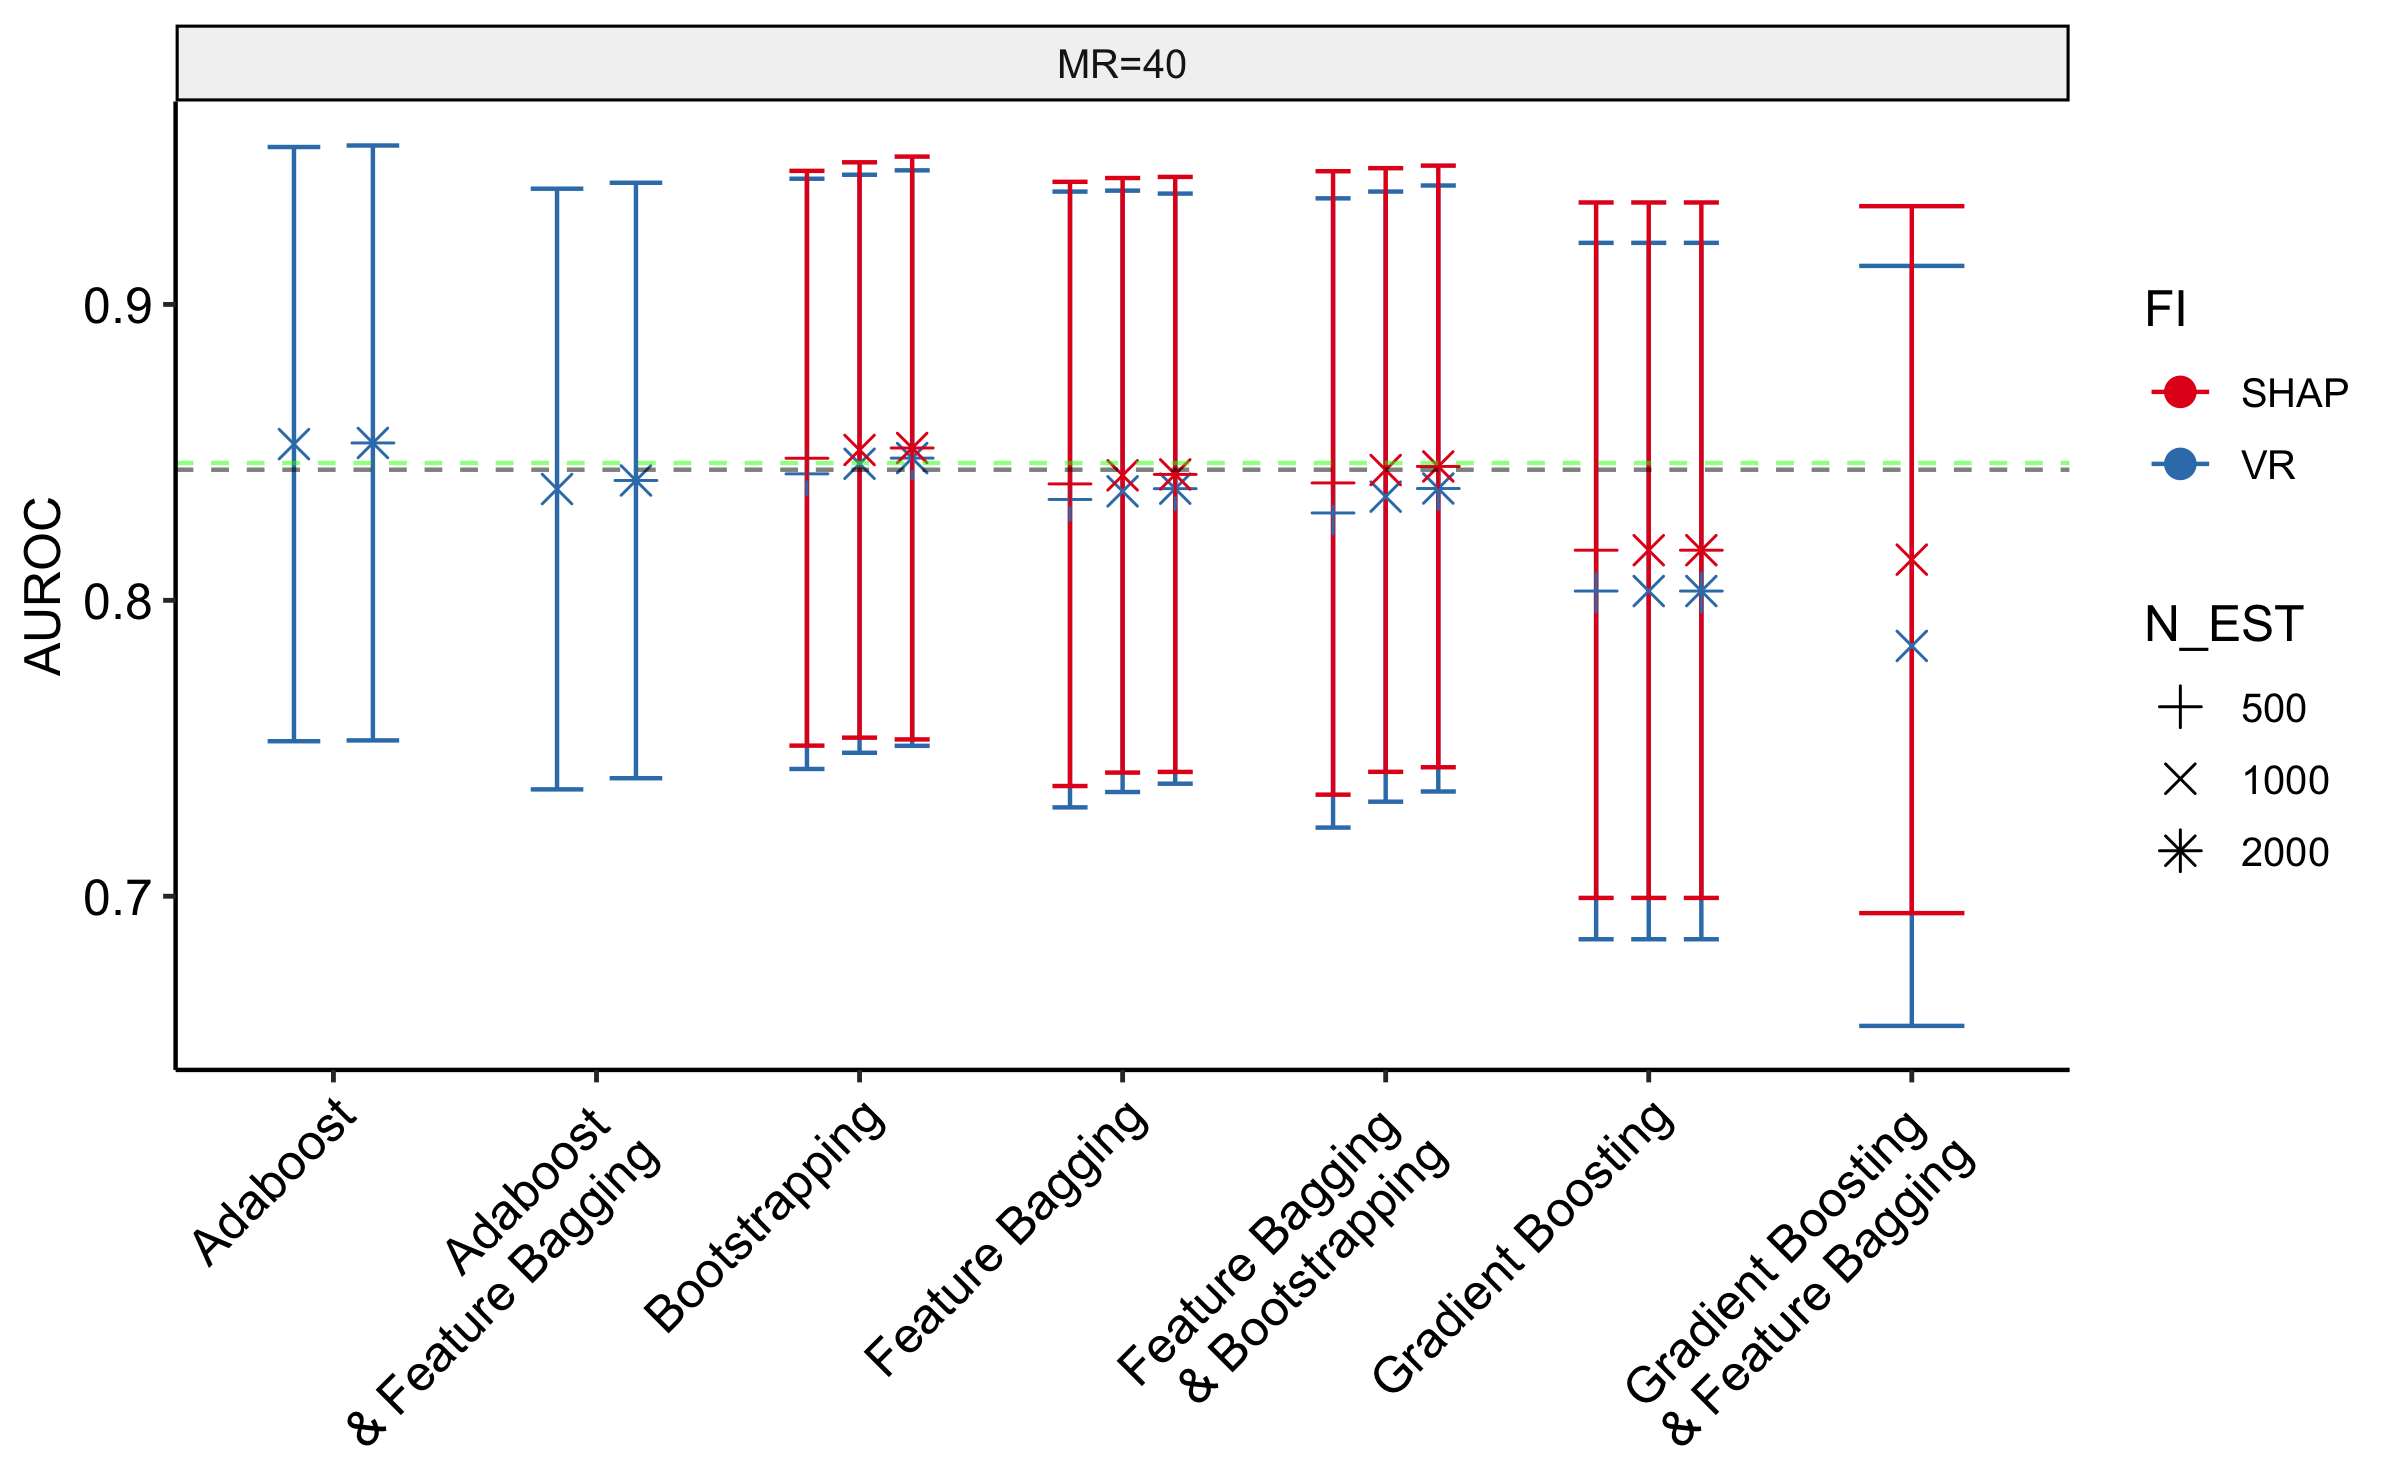 MR=40
AUROC
0.9
0.8
0.7
Adaboost
Adaboost
& Feature Bagging
Bootstrapping
Feature Bagging
Feature Bagging
& Bootstrapping
Gradient Boosting
Gradient Boosting
& Feature Bagging
FI
SHAP
VR
N_EST
500
1000
2000